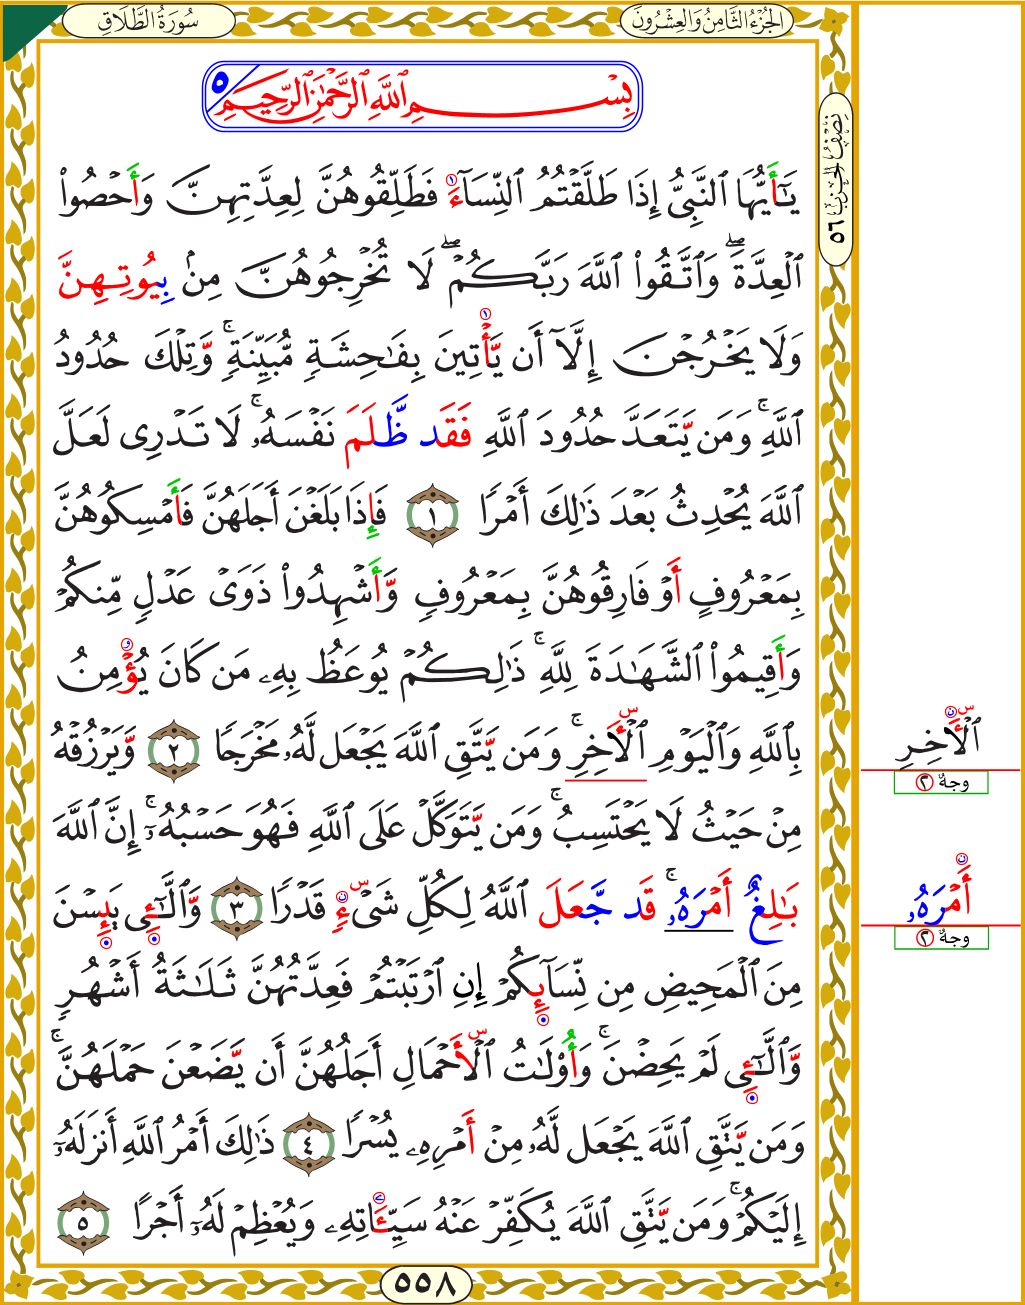 سُورَةُ الطَّلَاقِ
الجُزْءُ الثَّامِنُ وَالعِشْرُونَ
نِصْفُ الحِزْبِ ٥٦
بِسْمِ ٱللَّهِ ٱلرَّحْمَٰنِ ٱلرَّحِيمِ ٥
يَٰٓأَيُّهَا ٱلنَّبِىُّ إِذَا طَلَّقْتُمُ ٱلنِّسَآءَ ١ فَطَلِّقُوهُنَّ لِعِدَّتِهِنَّ وَأَحْصُوا۟
ٱلْعِدَّةَۖ وَٱتَّقُوا۟ ٱللَّهَ رَبَّكُمْۖ لَا تُخْرِجُوهُنَّ مِنۢ بِيُوتِهِنَّ
وَلَا يَخْرُجْنَ إِلَّآ أَن يَّأْتِينَ ١ بِفَٰحِشَةٍ مُّبَيِّنَةٍۚ وَّتِلْكَ حُدُودُ
ٱللَّهِۚ وَمَن يَّتَعَدَّ حُدُودَ ٱللَّهِ فَقَد ظَّلَمَ نَفْسَهُۥۚ لَا تَدْرِى لَعَلَّ
ٱللَّهَ يُحْدِثُ بَعْدَ ذَٰلِكَ أَمْرًا ١ فَإِذَا بَلَغْنَ أَجَلَهُنَّ فَأَمْسِكُوهُنَّ
بِمَعْرُوفٍ أَوْ فَارِقُوهُنَّ بِمَعْرُوفٍ وَّأَشْهِدُوا۟ ذَوَىْ عَدْلٍ مِّنكُمْ
وَأَقِيمُوا۟ ٱلشَّهَٰدَةَ لِلَّهِۚ ذَٰلِكُمْ يُوعَظُ بِهِۦ مَن كَانَ يُؤْمِنُ و
بِٱللَّهِ وَٱلْيَوْمِ ٱلْأَخِرِۚ س وَمَن يَّتَّقِ ٱللَّهَ يَجْعَل لَّهُۥ مَخْرَجًا ٢ وَّيَرْزُقْهُ
ٱلْأَخِرِ س ن
وجهٌ ٢
مِنْ حَيْثُ لَا يَحْتَسِبُۚ وَمَن يَّتَوَكَّلْ عَلَى ٱللَّهِ فَهُوَ حَسْبُهُۥٓۚ إِنَّ ٱللَّهَ
بَٰلِغٌ أَمْرَهُۥۚ قَد جَّعَلَ ٱللَّهُ لِكُلِّ شَىْءٍ س ن قَدْرًا ٣ وَّٱلَّٰٓـِٔى يَئِسْنَ
أَمْرَهُۥ ن
وجهٌ ٢
مِنَ ٱلْمَحِيضِ مِن نِّسَآئِكُمْ إِنِ ٱرْتَبْتُمْ فَعِدَّتُهُنَّ ثَلَٰثَةُ أَشْهُرٍ
وَّٱلَّٰٓـِٔى لَمْ يَحِضْنَۚ وَأُو۟لَٰتُ ٱلْأَحْمَالِ س أَجَلُهُنَّ أَن يَّضَعْنَ حَمْلَهُنَّۚ
وَمَن يَّتَّقِ ٱللَّهَ يَجْعَل لَّهُۥ مِنْ أَمْرِهِۦ يُسْرًا ٤ ذَٰلِكَ أَمْرُ ٱللَّهِ أَنزَلَهُۥٓ
إِلَيْكُمْۚ وَمَن يَّتَّقِ ٱللَّهَ يُكَفِّرْ عَنْهُ سَيِّـَٔاتِهِۦ وَيُعْظِمْ لَهُۥٓ أَجْرًا ٥
٥٥٨